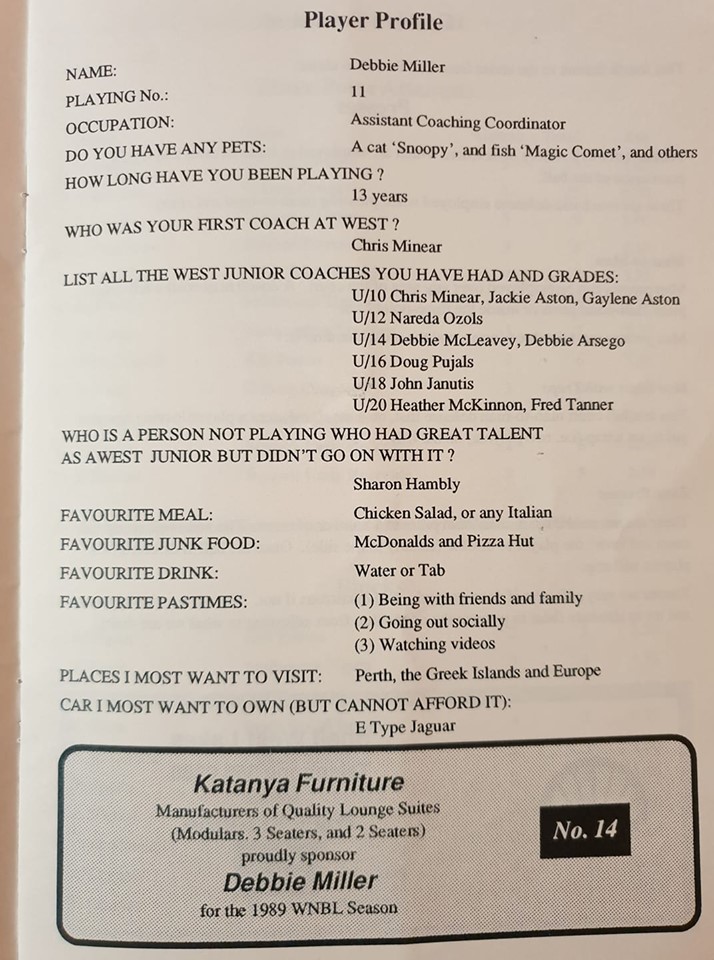 Player Profile
NAME: Debbie Miller
PLAYING No.: 11
OCCUPATION: Assistant Coaching Coordinator
DO YOU HAVE ANY PETS: A cat ‘Snoopy’, and fish ‘Magic Comet’, and others
HOW LONG HAVE YOU BEEN PLAYING ?
13 years
WHO WAS YOUR FIRST COACH AT WEST ?
Chris Minear
LIST ALL THE WEST JUNIOR COACHES YOU HAVE HAD AND GRADES:
U/10 Chris Minear, Jackie Aston, Gaylene Aston
U/12 Nareda Ozols
U/14 Debbie McLeavey, Debbie Arsego
U/16 Doug Pujals
U/18 John Janutis
U/20 Heather McKinnon, Fred Tanner
WHO IS A PERSON NOT PLAYING WHO HAD GREAT TALENT
AS AWEST JUNIOR BUT DIDN’T GO ON WITH IT ?
Sharon Hambly
FAVOURITE MEAL: Chicken Salad, or any Italian
FAVOURITE JUNK FOOD: McDonalds and Pizza Hut
FAVOURITE DRINK: Water or Tab
FAVOURITE PASTIMES: (1) Being with friends and family
(2) Going out socially
(3) Watching videos
PLACES I MOST WANT TO VISIT: Perth, the Greek Islands and Europe
CAR I MOST WANT TO OWN (BUT CANNOT AFFORD IT):
E Type Jaguar
Katanya Furniture
Manufacturers of Quality Lounge Suites
(Modulars. 3 Seaters, and 2 Seaters)
proudly sponsor
Debbie Miller
for the 1989 WNBL Season
No. 14